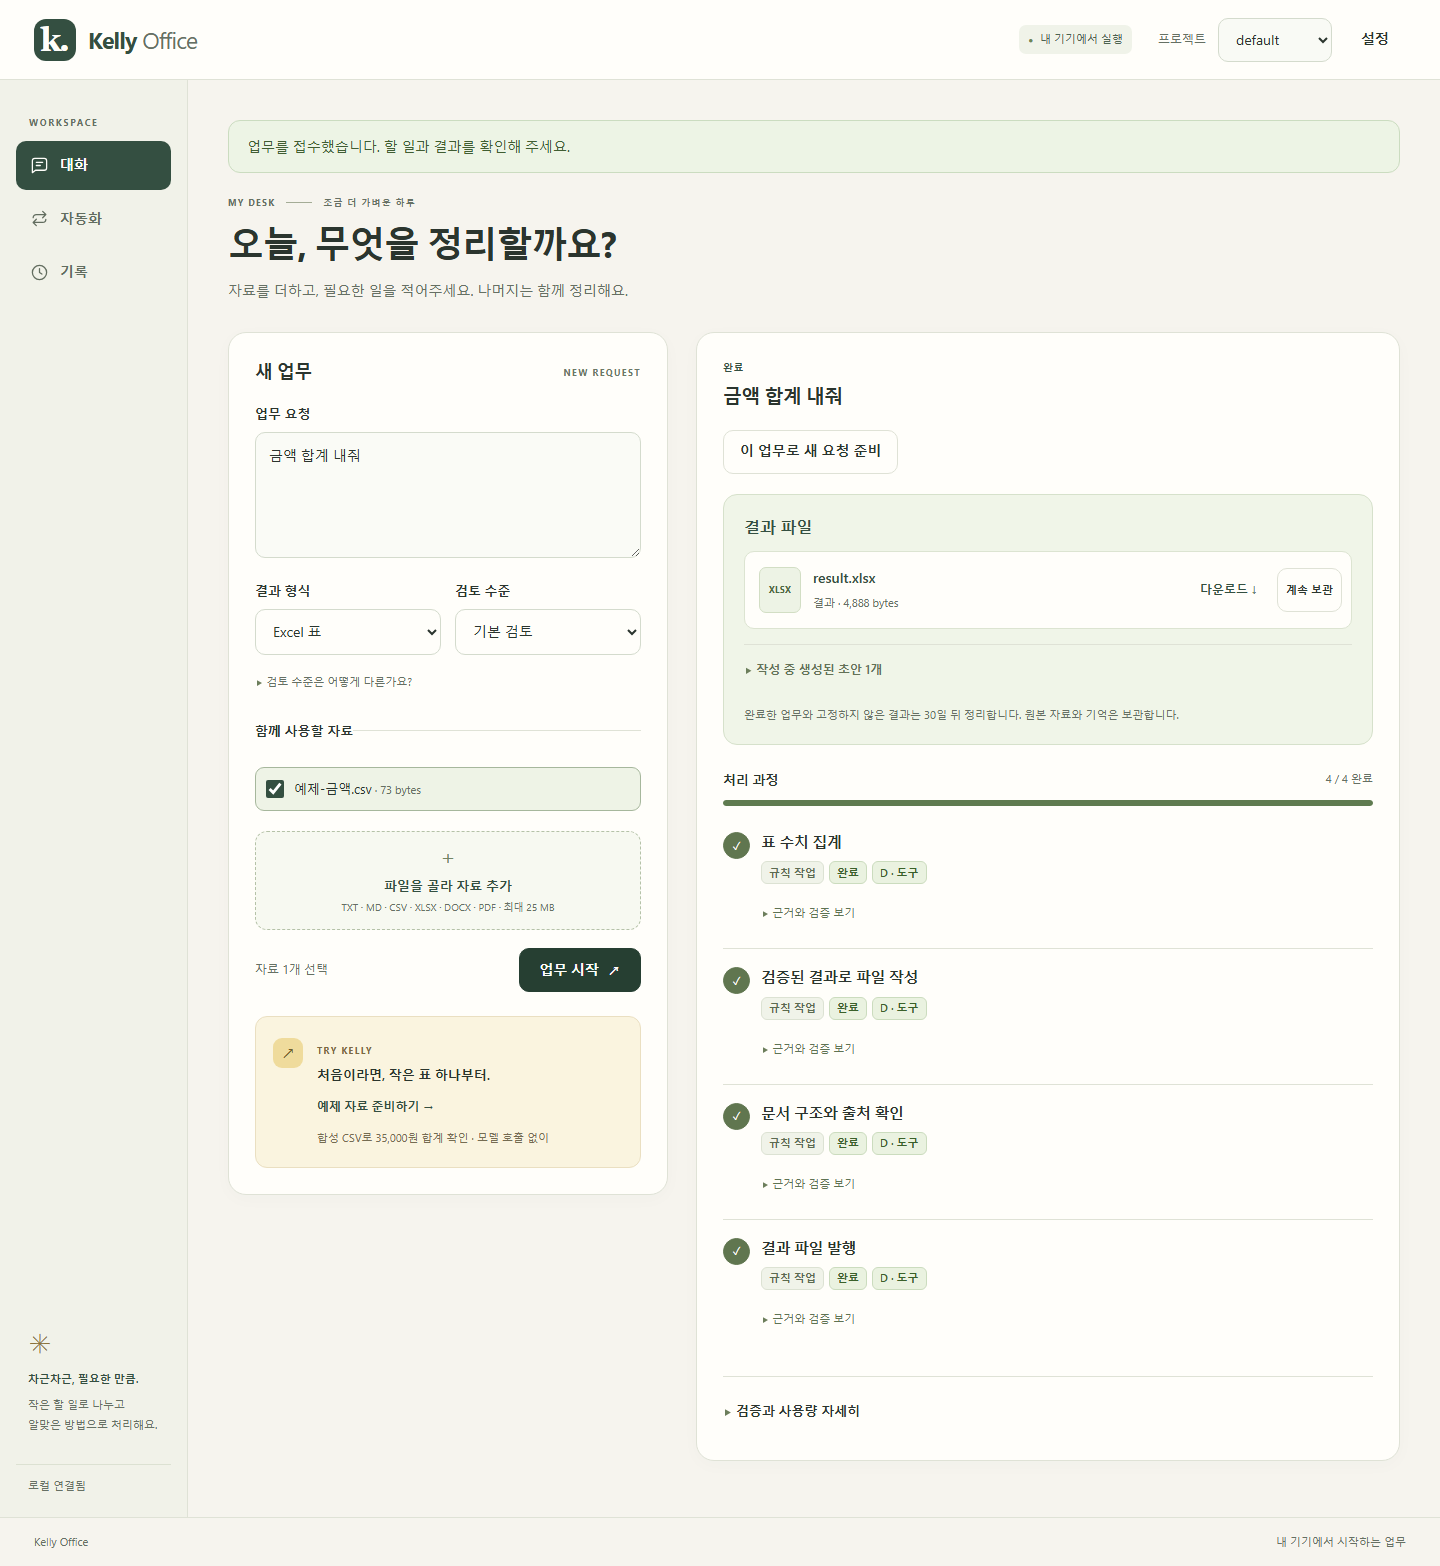 k. Kelly Office
• 내 기기에서 실행
프로젝트
default
설정
WORKSPACE
대화
자동화
기록
업무를 접수했습니다. 할 일과 결과를 확인해 주세요.
MY DESK
조금 더 가벼운 하루
오늘, 무엇을 정리할까요?
자료를 더하고, 필요한 일을 적어주세요. 나머지는 함께 정리해요.
새 업무
NEW REQUEST
업무 요청
금액 합계 내줘
결과 형식
검토 수준
Excel 표
기본 검토
▸ 검토 수준은 어떻게 다른가요?
함께 사용할 자료
예제-금액.csv · 73 bytes
+
파일을 골라 자료 추가
TXT · MD · CSV · XLSX · DOCX · PDF · 최대 25 MB
자료 1개 선택
업무 시작 ↗
↗
TRY KELLY
처음이라면, 작은 표 하나부터.
예제 자료 준비하기 →
합성 CSV로 35,000원 합계 확인 · 모델 호출 없이
완료
금액 합계 내줘
이 업무로 새 요청 준비
결과 파일
XLSX
result.xlsx
결과 · 4,888 bytes
다운로드 ↓
계속 보관
▸ 작성 중 생성된 초안 1개
완료한 업무와 고정하지 않은 결과는 30일 뒤 정리합니다. 원본 자료와 기억은 보관합니다.
처리 과정
4 / 4 완료
✓ 표 수치 집계
규칙 작업 완료 D · 도구
▸ 근거와 검증 보기
✓ 검증된 결과로 파일 작성
규칙 작업 완료 D · 도구
▸ 근거와 검증 보기
✓ 문서 구조와 출처 확인
규칙 작업 완료 D · 도구
▸ 근거와 검증 보기
✓ 결과 파일 발행
규칙 작업 완료 D · 도구
▸ 근거와 검증 보기
▸ 검증과 사용량 자세히
차근차근, 필요한 만큼.
작은 할 일로 나누고
알맞은 방법으로 처리해요.
로컬 연결됨
Kelly Office
내 기기에서 시작하는 업무